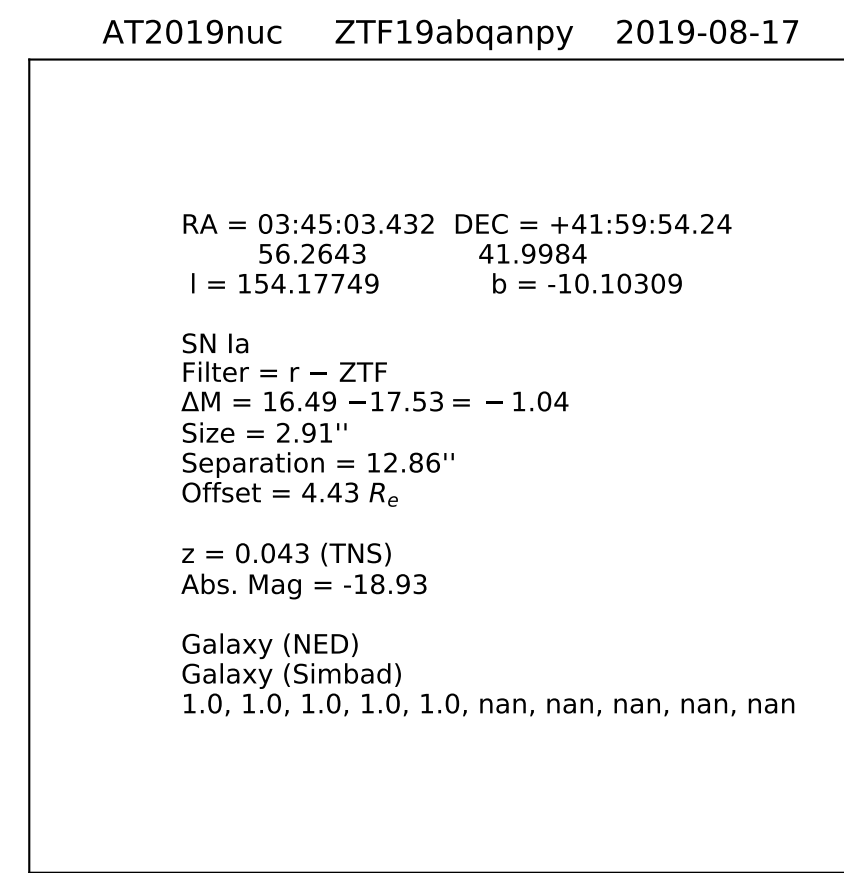 AT2019nuc ZTF19abqanpy 2019-08-17
RA = 03:45:03.432 DEC = +41:59:54.24
56.2643 41.9984
l = 154.17749 b = -10.10309
SN Ia
Filter = r − ZTF
ΔM = 16.49 −17.53 = − 1.04
Size = 2.91''
Separation = 12.86''
Offset = 4.43 Rₑ
z = 0.043 (TNS)
Abs. Mag = -18.93
Galaxy (NED)
Galaxy (Simbad)
1.0, 1.0, 1.0, 1.0, 1.0, nan, nan, nan, nan, nan